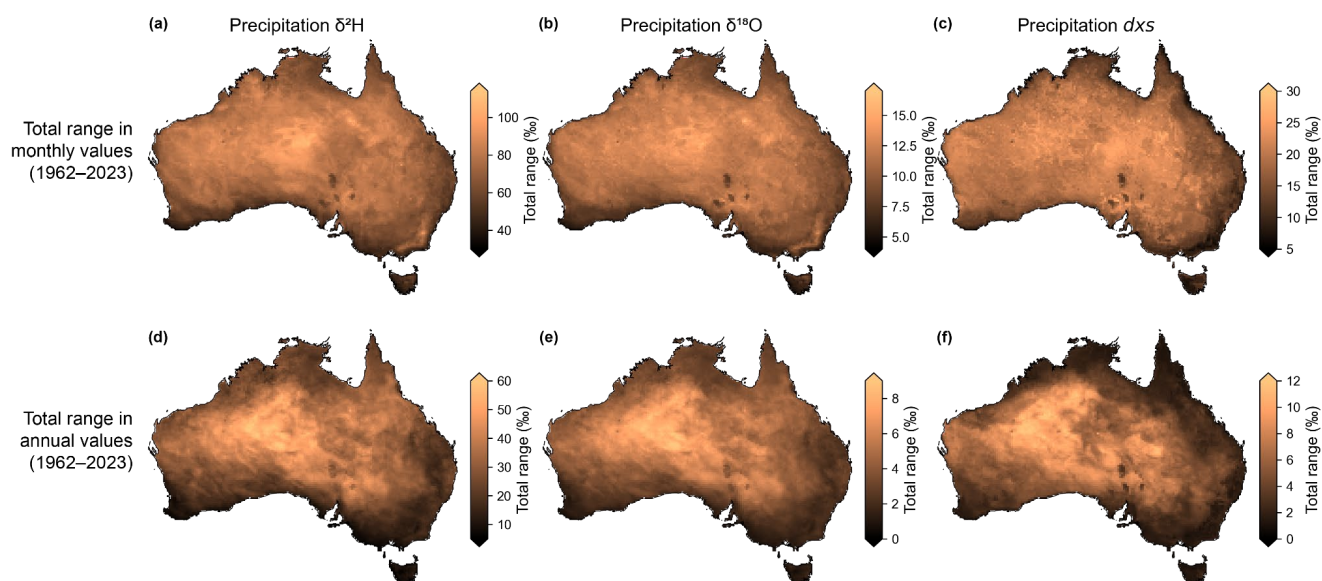 (a) Precipitation δ²H
(b) Precipitation δ¹⁸O
(c) Precipitation dxs
Total range in
monthly values
(1962–2023)
100
80
60
40
Total range (‰)
15.0
12.5
10.0
7.5
5.0
Total range (‰)
30
25
20
15
10
5
Total range (‰)
(d)
(e)
(f)
Total range in
annual values
(1962–2023)
60
50
40
30
20
10
Total range (‰)
8
6
4
2
0
Total range (‰)
12
10
8
6
4
2
0
Total range (‰)